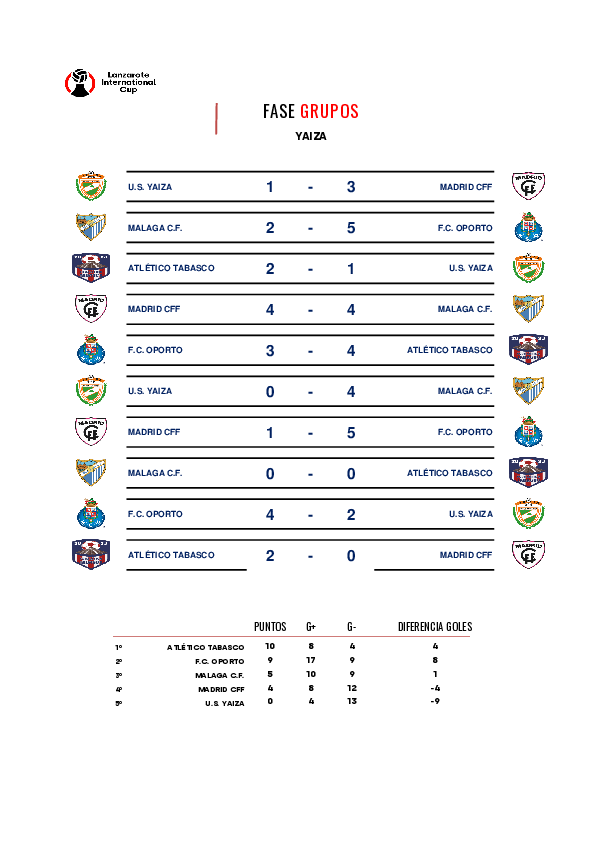 Lanzarote
International
Cup
FASE GRUPOS
YAIZA
U.S. YAIZA 1 - 3 MADRID CFF
MALAGA C.F. 2 - 5 F.C. OPORTO
ATLÉTICO TABASCO 2 - 1 U.S. YAIZA
MADRID CFF 4 - 4 MALAGA C.F.
F.C. OPORTO 3 - 4 ATLÉTICO TABASCO
U.S. YAIZA 0 - 4 MALAGA C.F.
MADRID CFF 1 - 5 F.C. OPORTO
MALAGA C.F. 0 - 0 ATLÉTICO TABASCO
F.C. OPORTO 4 - 2 U.S. YAIZA
ATLÉTICO TABASCO 2 - 0 MADRID CFF
PUNTOS G+ G- DIFERENCIA GOLES
1º ATLÉTICO TABASCO 10 8 4 4
2º F.C. OPORTO 9 17 9 8
3º MALAGA C.F. 5 10 9 1
4º MADRID CFF 4 8 12 -4
5º U.S. YAIZA 0 4 13 -9